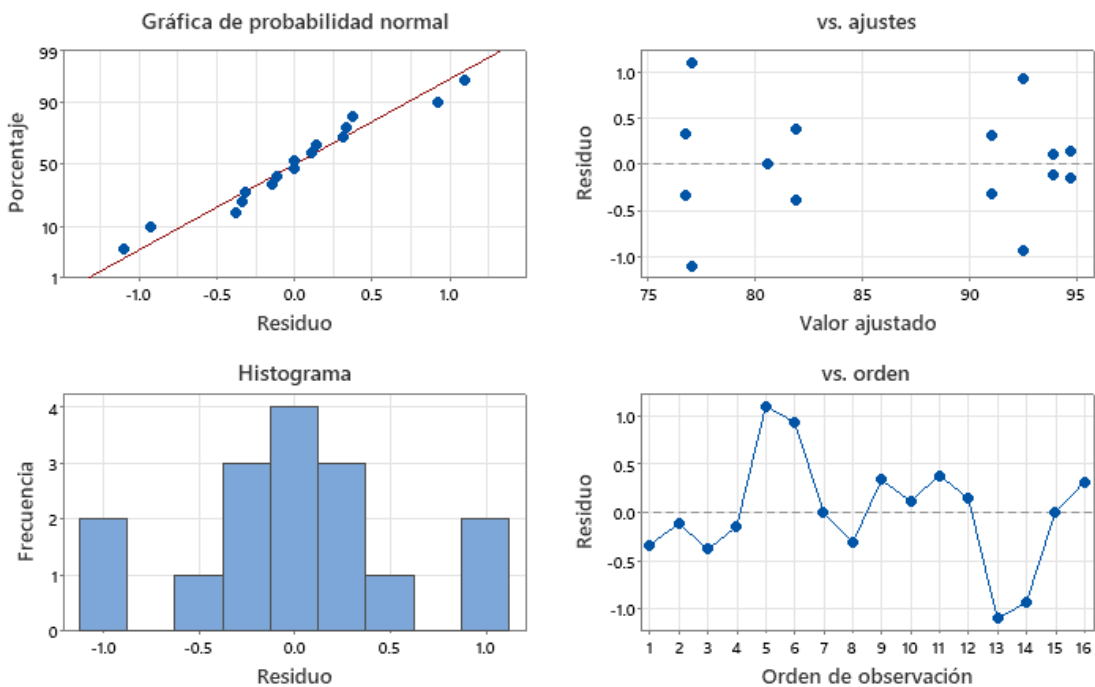 Gráfica de probabilidad normal
Porcentaje
99
90
50
10
1
-1.0 -0.5 0.0 0.5 1.0
Residuo
vs. ajustes
Residuo
1.0
0.5
0.0
-0.5
-1.0
75 80 85 90 95
Valor ajustado
Histograma
Frecuencia
4
3
2
1
0
-1.0 -0.5 0.0 0.5 1.0
Residuo
vs. orden
Residuo
1.0
0.5
0.0
-0.5
-1.0
1 2 3 4 5 6 7 8 9 10 11 12 13 14 15 16
Orden de observación